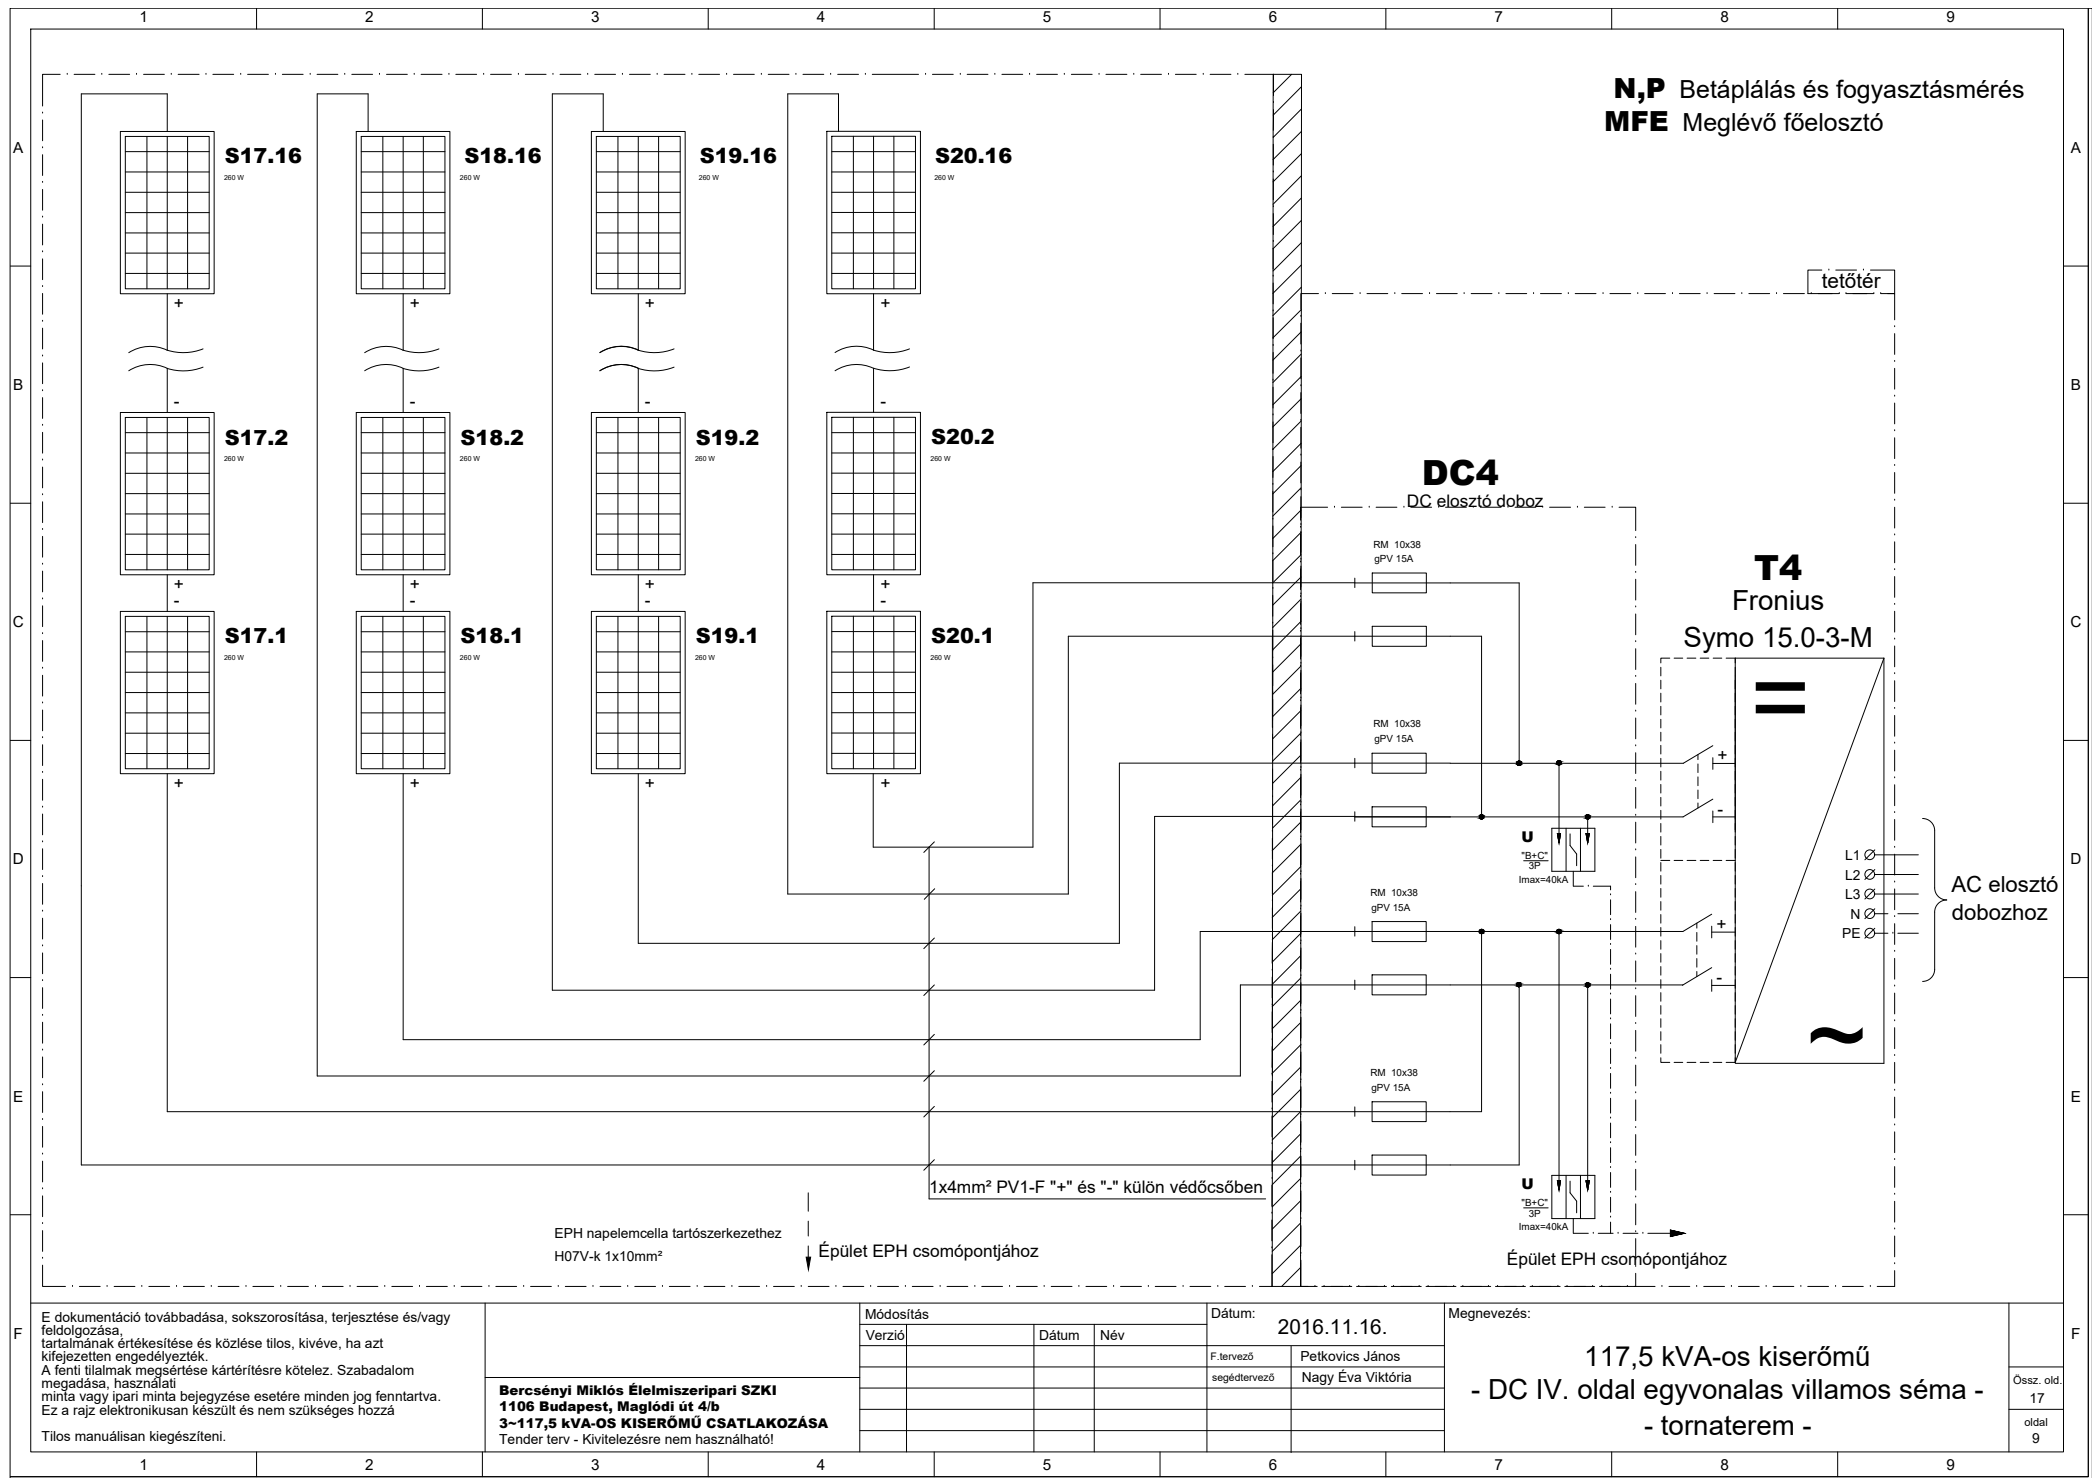 1 2 3 4 5 6 7 8 9
N,P Betáplálás és fogyasztásmérés
MFE Meglévő főelosztó
A A
S17.16 S18.16 S19.16 S20.16
260 W 260 W 260 W 260 W
tetőtér
+ + + +
B B
- - - -
S17.2 S18.2 S19.2 S20.2
260 W 260 W 260 W 260 W
DC4
DC elosztó doboz
RM 10x38
gPV 15A
+ + + +
- - - -
T4
Fronius
Symo 15.0-3-M
C C
S17.1 S18.1 S19.1 S20.1
260 W 260 W 260 W 260 W
=
RM 10x38
gPV 15A
+
+ + + +
-
U
"B+C"
3P
Imax=40kA
D D
L1
L2
L3
N
PE
AC elosztó
dobozhoz
RM 10x38
gPV 15A
+
-
~
RM 10x38
gPV 15A
E E
1x4mm² PV1-F "+" és "-" külön védőcsőben
U
"B+C"
3P
Imax=40kA
EPH napelemcella tartószerkezethez
H07V-k 1x10mm²
Épület EPH csomópontjához
Épület EPH csomópontjához
F F
E dokumentáció továbbadása, sokszorosítása, terjesztése és/vagy
feldolgozása,
tartalmának értékesítése és közlése tilos, kivéve, ha azt
kifejezetten engedélyezték.
A fenti tilalmak megsértése kártérítésre kötelez. Szabadalom
megadása, használati
minta vagy ipari minta bejegyzése esetére minden jog fenntartva.
Ez a rajz elektronikusan készült és nem szükséges hozzá
Tilos manuálisan kiegészíteni.
Bercsényi Miklós Élelmiszeripari SZKI
1106 Budapest, Maglódi út 4/b
3~117,5 kVA-OS KISERŐMŰ CSATLAKOZÁSA
Tender terv - Kivitelezésre nem használható!
Módosítás
Verzió Dátum Név
Dátum:
2016.11.16.
F.tervező Petkovics János
segédtervező Nagy Éva Viktória
Megnevezés:
117,5 kVA-os kiserőmű
- DC IV. oldal egyvonalas villamos séma -
- tornaterem -
Össz. old.
17
oldal
9
1 2 3 4 5 6 7 8 9